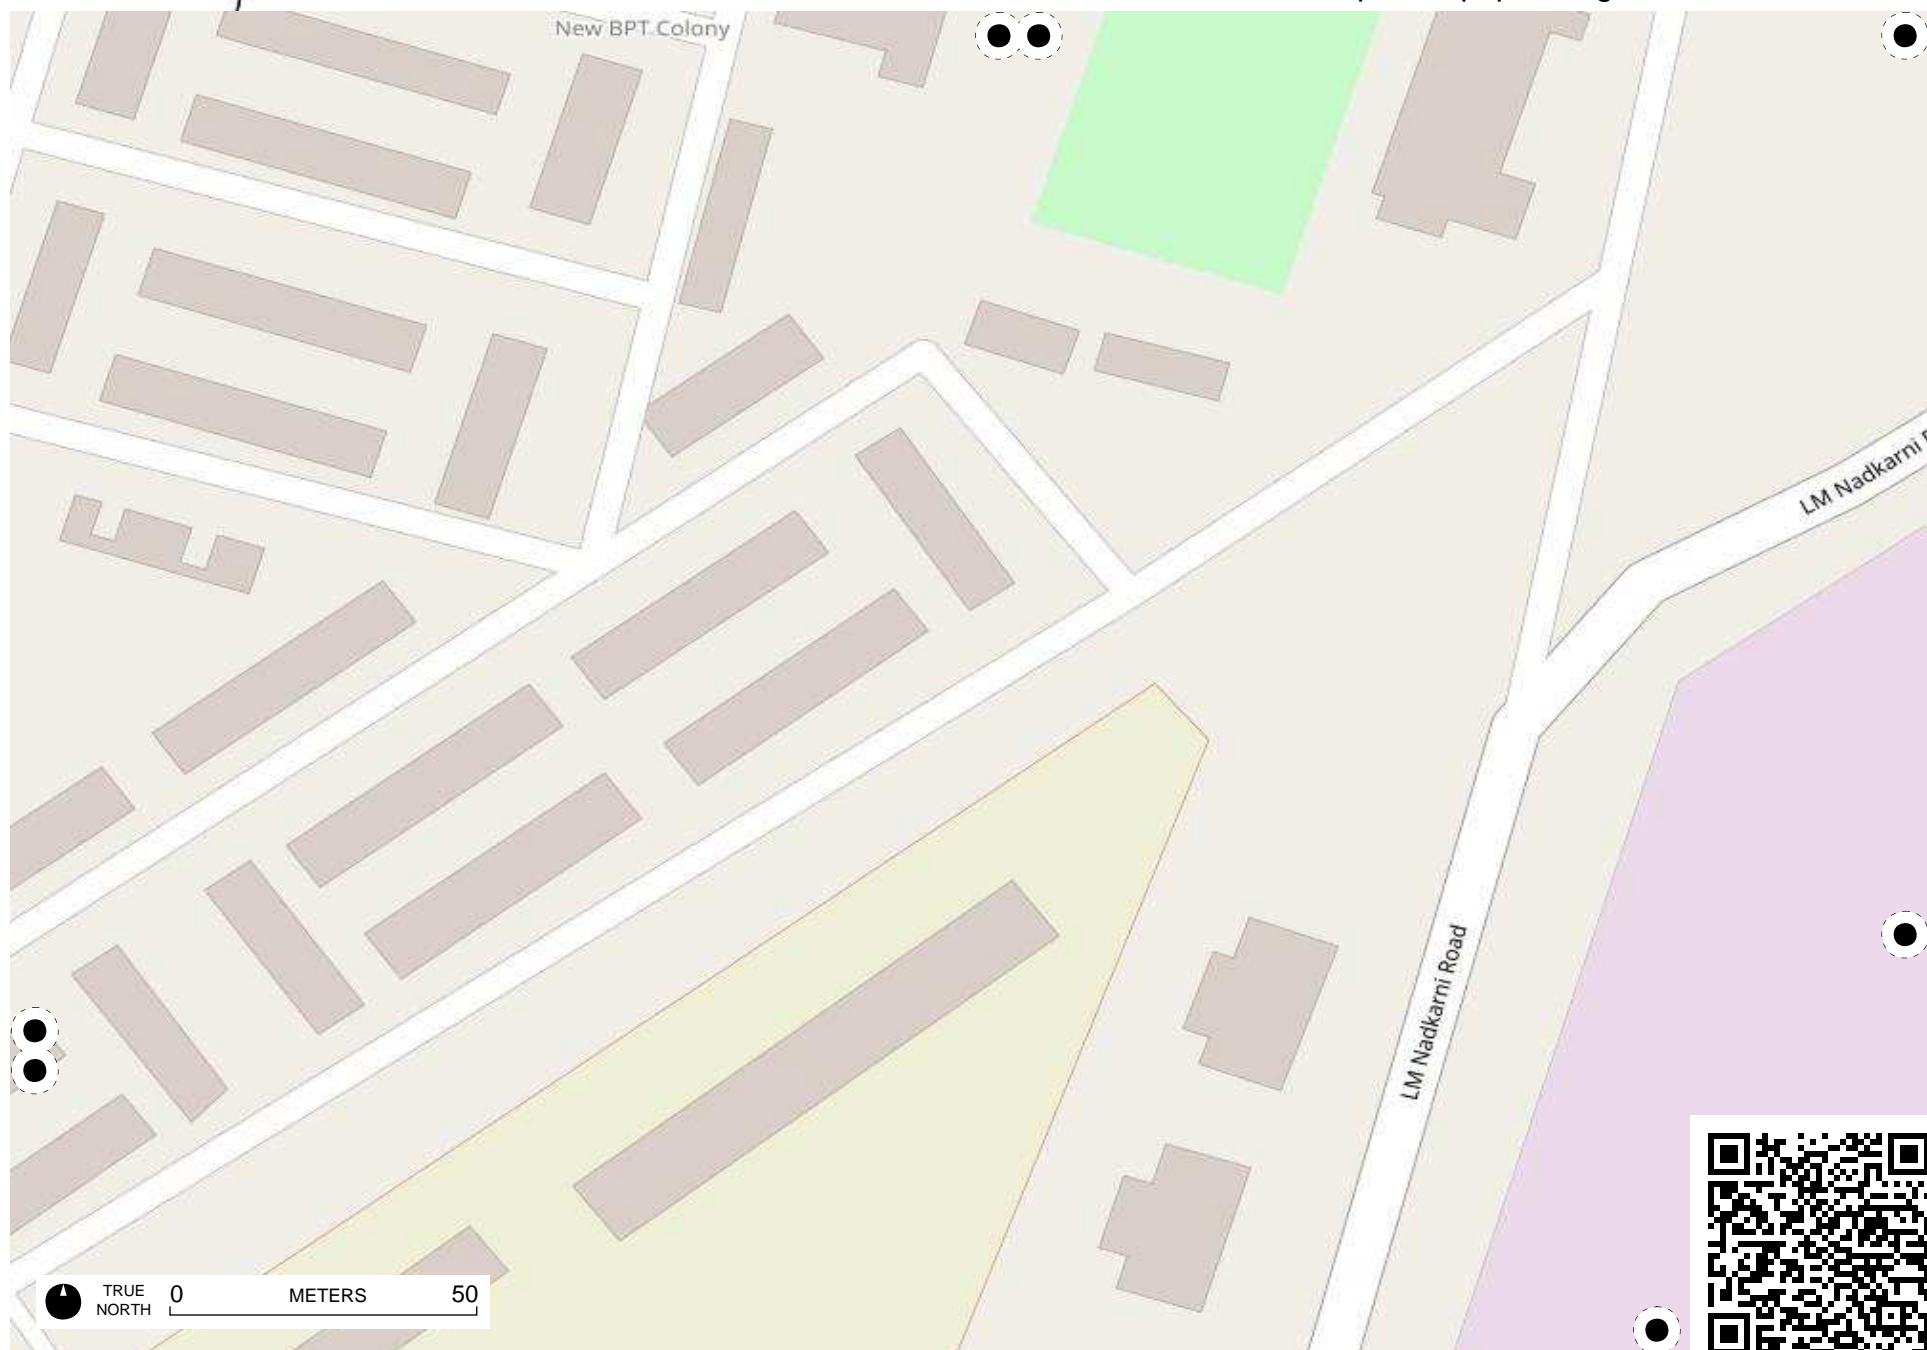 New BPT Colony
LM Nadkarni
LM Nadkarni Road
TRUE
NORTH
0 METERS 50